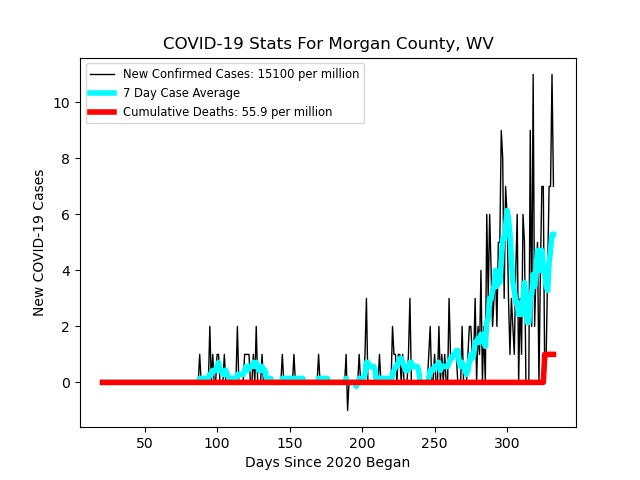 COVID-19 Stats For Morgan County, WV
New Confirmed Cases: 15100 per million
7 Day Case Average
Cumulative Deaths: 55.9 per million
New COVID-19 Cases
10
8
6
4
2
0
50 100 150 200 250 300
Days Since 2020 Began